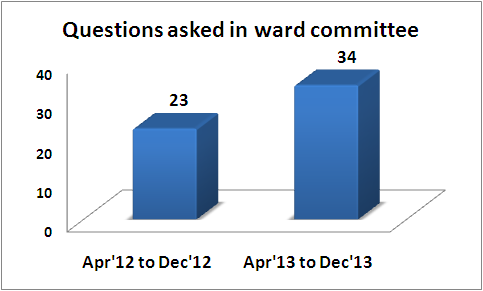 Questions asked in ward committee
40
30
20
10
0
23
34
Apr'12 to Dec'12
Apr'13 to Dec'13